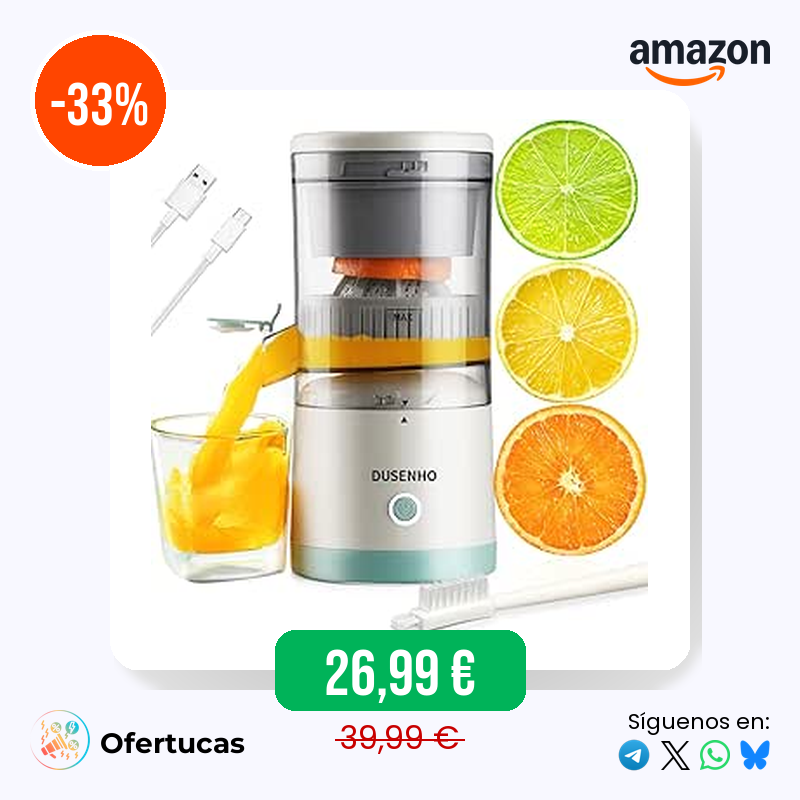 -33%
amazon
MAX
DUSENHO
26,99 €
39,99 €
Ofertucas
Síguenos en: